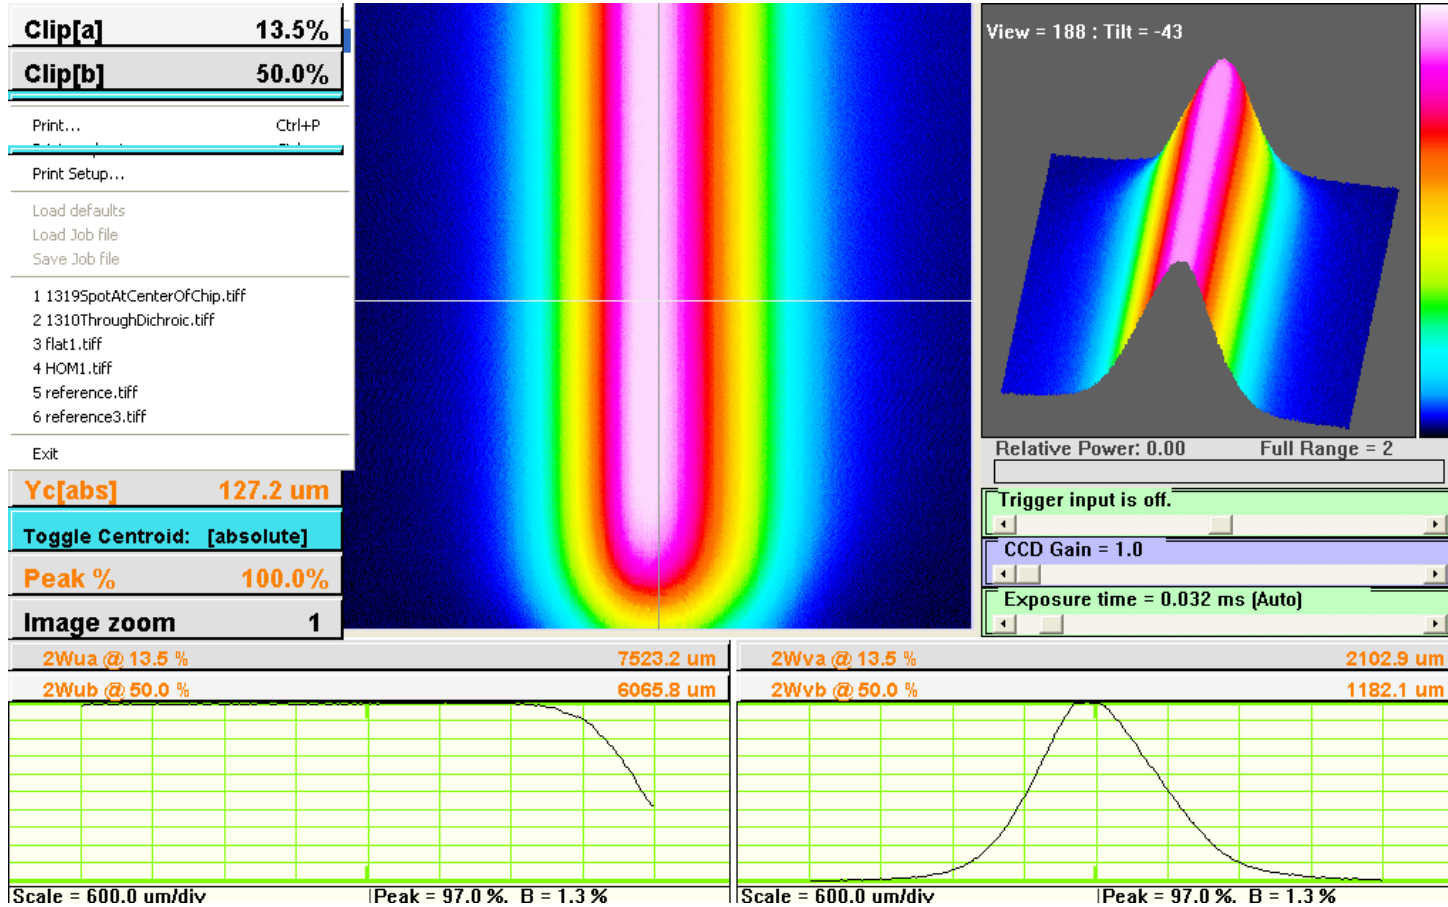 Clip[a] 13.5%
Clip[b] 50.0%
Print... Ctrl+P
Print Setup...
Load defaults
Load Job file
Save Job file
1 1319SpotAtCenterOfChip.tiff
2 1310ThroughDichroic.tiff
3 flat1.tiff
4 HOM1.tiff
5 reference.tiff
6 reference3.tiff
Exit
Yc[abs] 127.2 um
Toggle Centroid: [absolute]
Peak % 100.0%
Image zoom 1
View = 188 : Tilt = -43
Relative Power: 0.00 Full Range = 2
Trigger input is off.
CCD Gain = 1.0
Exposure time = 0.032 ms (Auto)
2Wua @ 13.5 % 7523.2 um
2Wub @ 50.0 % 6065.8 um
Scale = 600.0 um/div Peak = 97.0 %, B = 1.3 %
2Wva @ 13.5 % 2102.9 um
2Wvb @ 50.0 % 1182.1 um
Scale = 600.0 um/div Peak = 97.0 %, B = 1.3 %